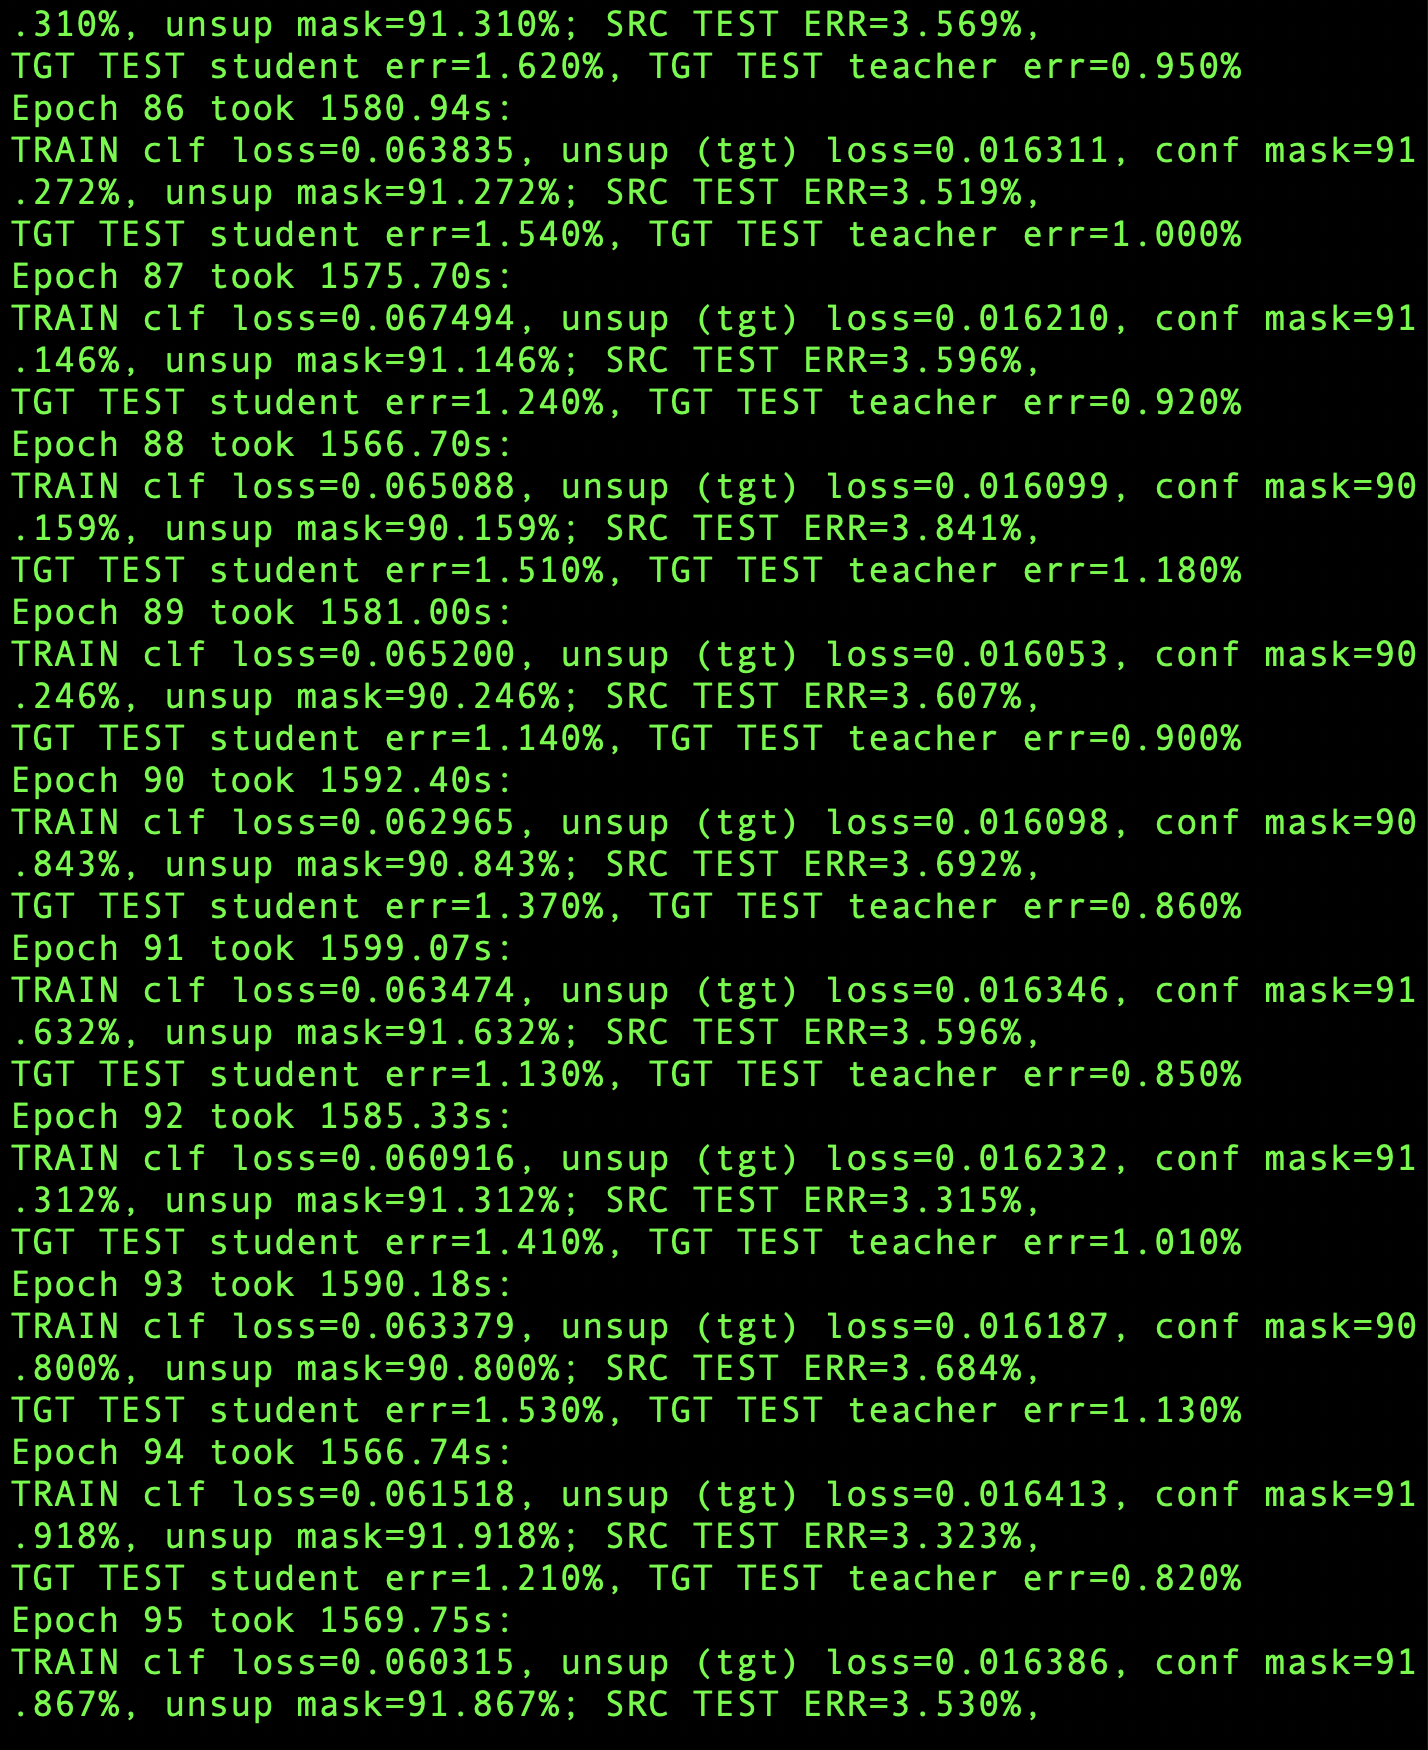 .310%, unsup mask=91.310%; SRC TEST ERR=3.569%,
TGT TEST student err=1.620%, TGT TEST teacher err=0.950%
Epoch 86 took 1580.94s:
TRAIN clf loss=0.063835, unsup (tgt) loss=0.016311, conf mask=91
.272%, unsup mask=91.272%; SRC TEST ERR=3.519%,
TGT TEST student err=1.540%, TGT TEST teacher err=1.000%
Epoch 87 took 1575.70s:
TRAIN clf loss=0.067494, unsup (tgt) loss=0.016210, conf mask=91
.146%, unsup mask=91.146%; SRC TEST ERR=3.596%,
TGT TEST student err=1.240%, TGT TEST teacher err=0.920%
Epoch 88 took 1566.70s:
TRAIN clf loss=0.065088, unsup (tgt) loss=0.016099, conf mask=90
.159%, unsup mask=90.159%; SRC TEST ERR=3.841%,
TGT TEST student err=1.510%, TGT TEST teacher err=1.180%
Epoch 89 took 1581.00s:
TRAIN clf loss=0.065200, unsup (tgt) loss=0.016053, conf mask=90
.246%, unsup mask=90.246%; SRC TEST ERR=3.607%,
TGT TEST student err=1.140%, TGT TEST teacher err=0.900%
Epoch 90 took 1592.40s:
TRAIN clf loss=0.062965, unsup (tgt) loss=0.016098, conf mask=90
.843%, unsup mask=90.843%; SRC TEST ERR=3.692%,
TGT TEST student err=1.370%, TGT TEST teacher err=0.860%
Epoch 91 took 1599.07s:
TRAIN clf loss=0.063474, unsup (tgt) loss=0.016346, conf mask=91
.632%, unsup mask=91.632%; SRC TEST ERR=3.596%,
TGT TEST student err=1.130%, TGT TEST teacher err=0.850%
Epoch 92 took 1585.33s:
TRAIN clf loss=0.060916, unsup (tgt) loss=0.016232, conf mask=91
.312%, unsup mask=91.312%; SRC TEST ERR=3.315%,
TGT TEST student err=1.410%, TGT TEST teacher err=1.010%
Epoch 93 took 1590.18s:
TRAIN clf loss=0.063379, unsup (tgt) loss=0.016187, conf mask=90
.800%, unsup mask=90.800%; SRC TEST ERR=3.684%,
TGT TEST student err=1.530%, TGT TEST teacher err=1.130%
Epoch 94 took 1566.74s:
TRAIN clf loss=0.061518, unsup (tgt) loss=0.016413, conf mask=91
.918%, unsup mask=91.918%; SRC TEST ERR=3.323%,
TGT TEST student err=1.210%, TGT TEST teacher err=0.820%
Epoch 95 took 1569.75s:
TRAIN clf loss=0.060315, unsup (tgt) loss=0.016386, conf mask=91
.867%, unsup mask=91.867%; SRC TEST ERR=3.530%,